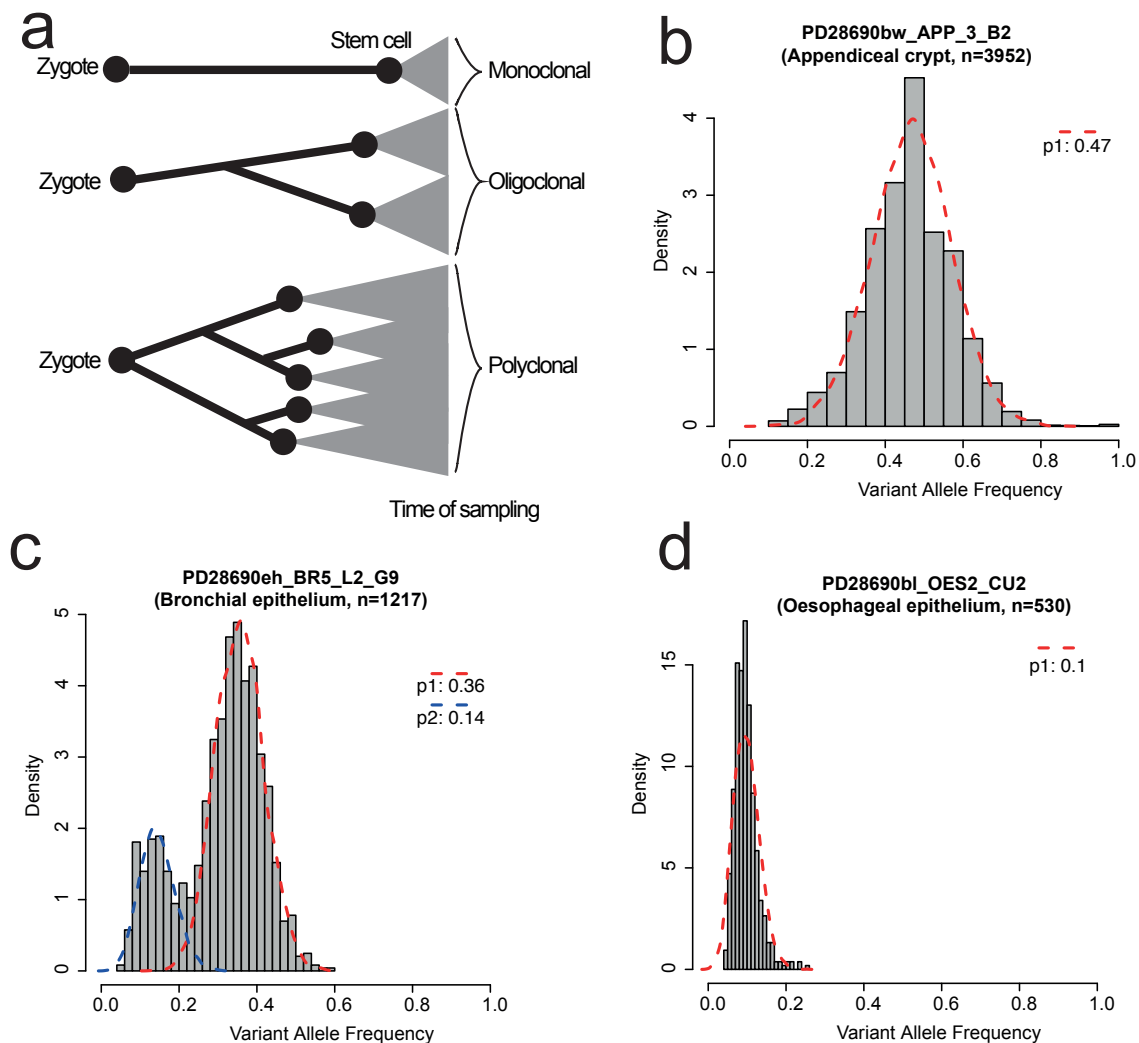 a
Stem cell
Zygote
Monoclonal
Zygote
Oligoclonal
Zygote
Polyclonal
Time of sampling
b
PD28690bw_APP_3_B2
(Appendiceal crypt, n=3952)
p1: 0.47
Density
0
1
2
3
4
0.0 0.2 0.4 0.6 0.8 1.0
Variant Allele Frequency
c
PD28690eh_BR5_L2_G9
(Bronchial epithelium, n=1217)
p1: 0.36
p2: 0.14
Density
0
1
2
3
4
5
0.0 0.2 0.4 0.6 0.8 1.0
Variant Allele Frequency
d
PD28690bl_OES2_CU2
(Oesophageal epithelium, n=530)
p1: 0.1
Density
0
5
10
15
0.0 0.2 0.4 0.6 0.8 1.0
Variant Allele Frequency